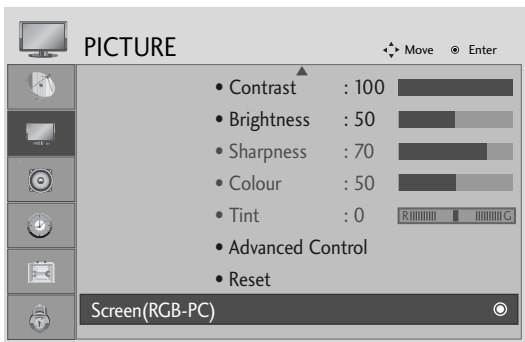 PICTURE
Move Enter
• Contrast : 100
• Brightness : 50
• Sharpness : 70
• Colour : 50
• Tint : 0 R G
• Advanced Control
• Reset
Screen(RGB-PC)